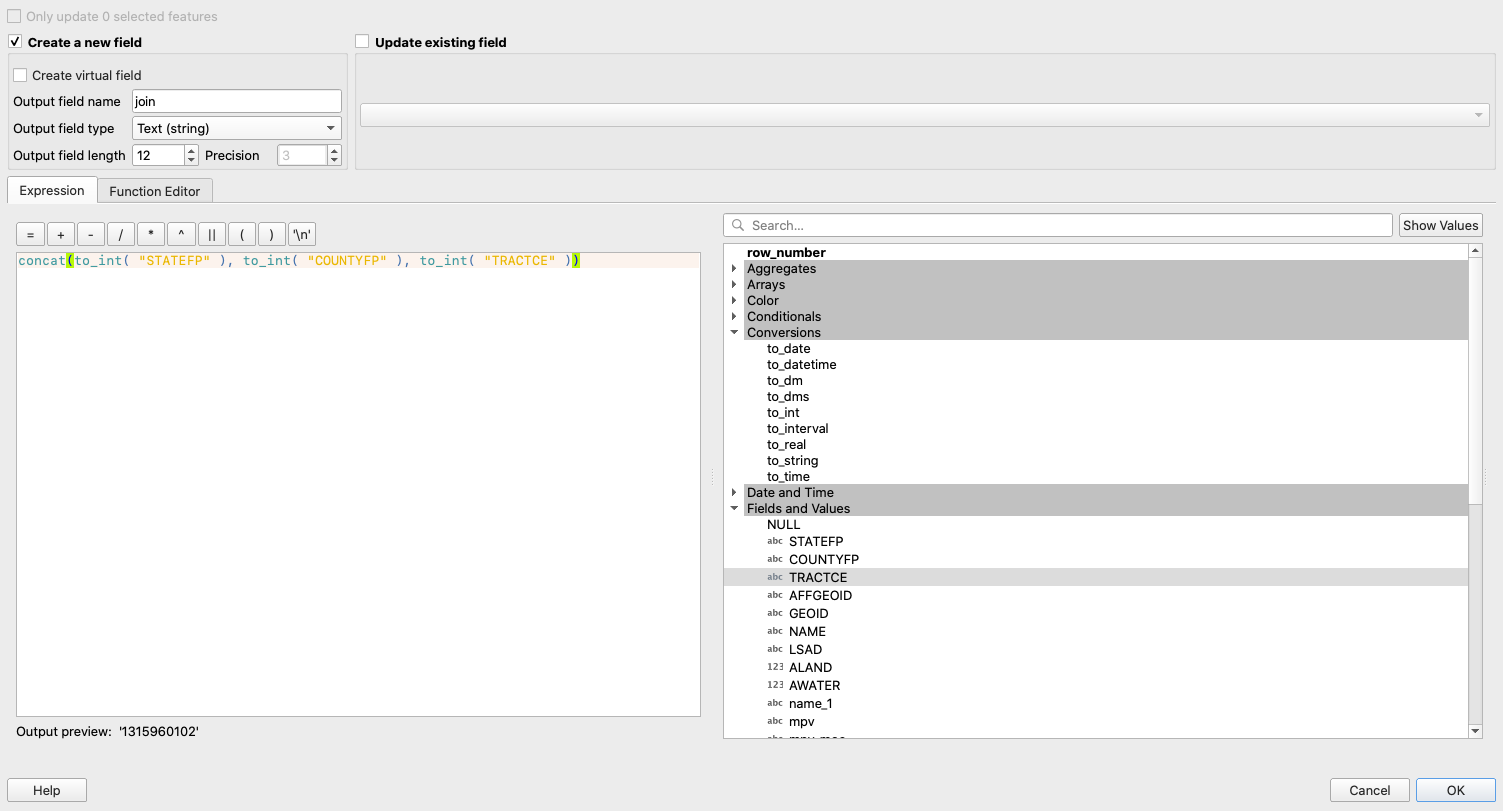 Only update 0 selected features
Create a new field
Update existing field
Create virtual field
Output field name join
Output field type Text (string)
Output field length 12 Precision 3
Expression Function Editor
= + - / * ^ || ( ) '\n'
concat(to_int( "STATEFP" ), to_int( "COUNTYFP" ), to_int( "TRACTCE" ))
Output preview: '1315960102'
Search... Show Values
row_number
Aggregates
Arrays
Color
Conditionals
Conversions
to_date
to_datetime
to_dm
to_dms
to_int
to_interval
to_real
to_string
to_time
Date and Time
Fields and Values
NULL
abc STATEFP
abc COUNTYFP
abc TRACTCE
abc AFFGEOID
abc GEOID
abc NAME
abc LSAD
123 ALAND
123 AWATER
abc name_1
abc mpv
Help Cancel OK